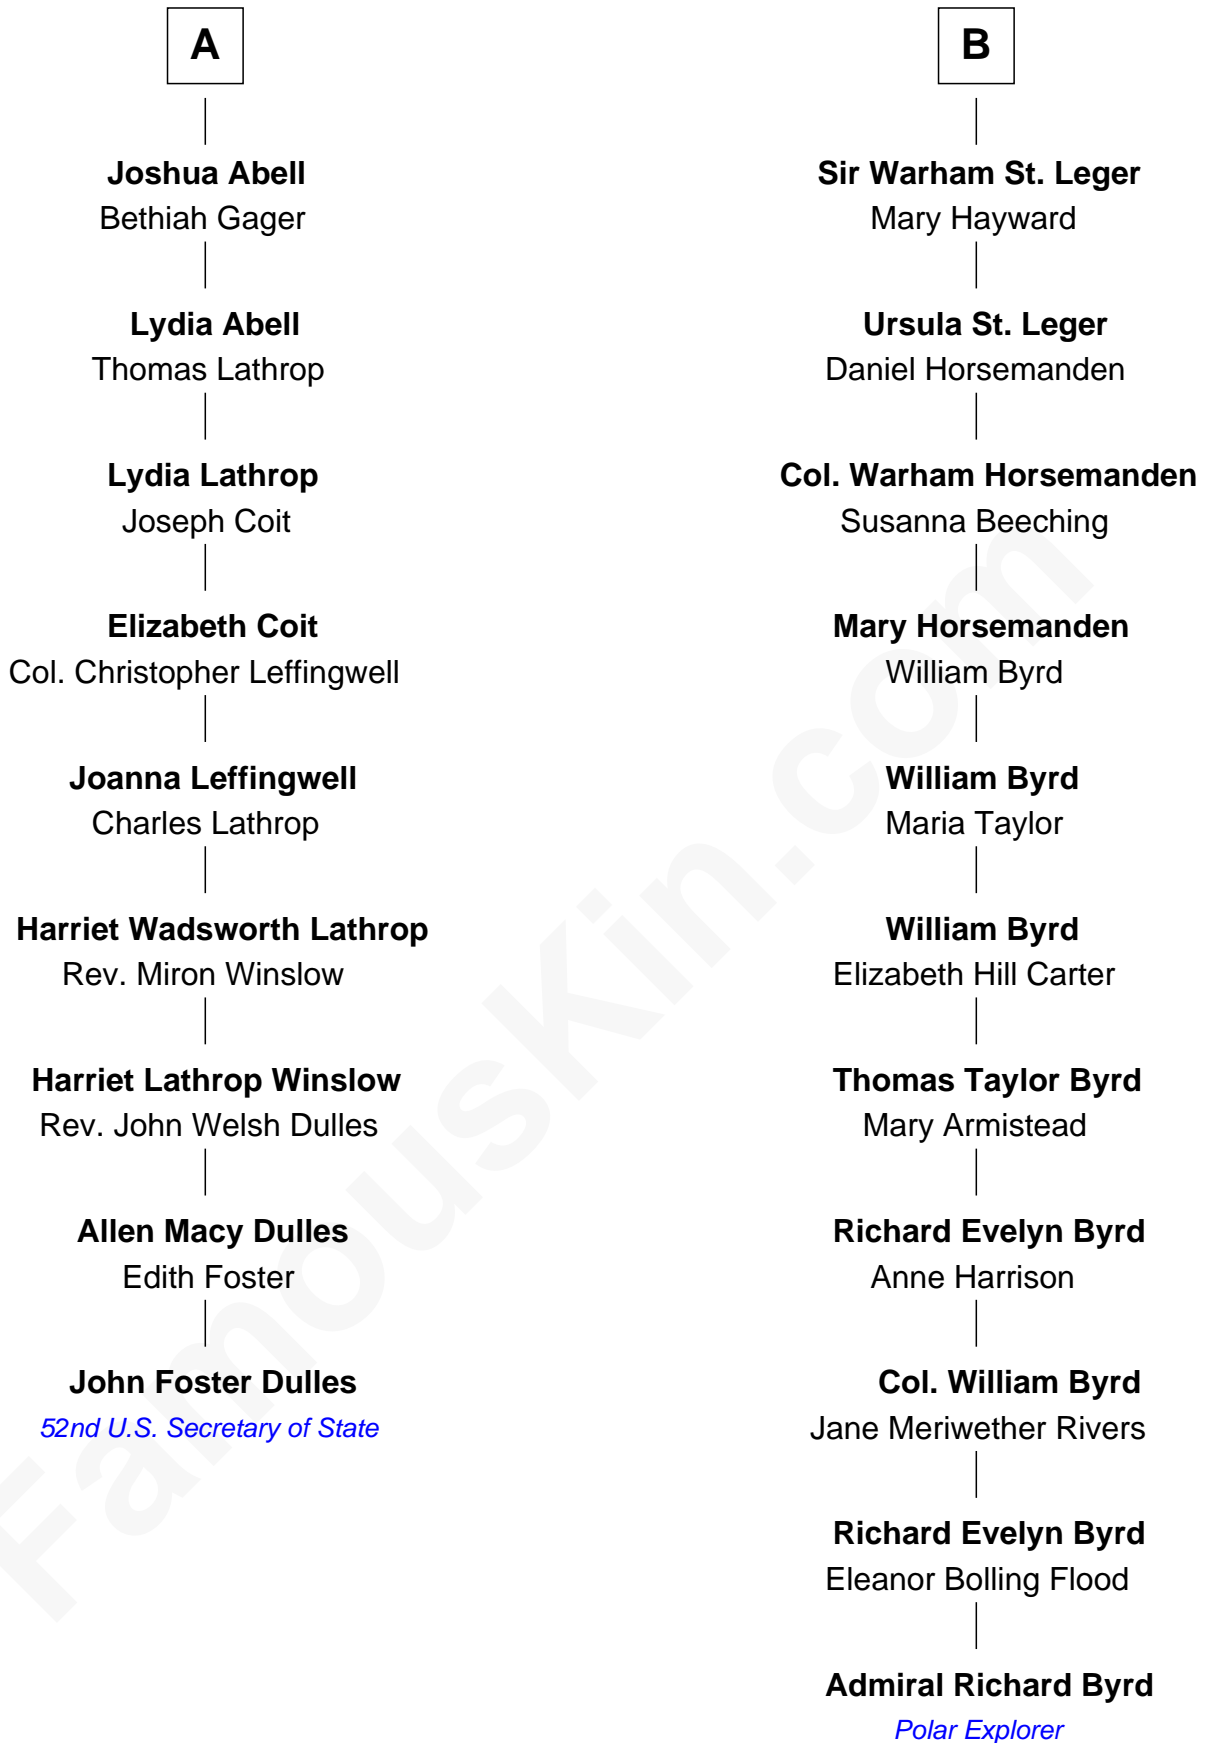 A
Joshua Abell
Bethiah Gager
Lydia Abell
Thomas Lathrop
Lydia Lathrop
Joseph Coit
Elizabeth Coit
Col. Christopher Leffingwell
Joanna Leffingwell
Charles Lathrop
Harriet Wadsworth Lathrop
Rev. Miron Winslow
Harriet Lathrop Winslow
Rev. John Welsh Dulles
Allen Macy Dulles
Edith Foster
John Foster Dulles
52nd U.S. Secretary of State
B
Sir Warham St. Leger
Mary Hayward
Ursula St. Leger
Daniel Horsemanden
Col. Warham Horsemanden
Susanna Beeching
Mary Horsemanden
William Byrd
William Byrd
Maria Taylor
William Byrd
Elizabeth Hill Carter
Thomas Taylor Byrd
Mary Armistead
Richard Evelyn Byrd
Anne Harrison
Col. William Byrd
Jane Meriwether Rivers
Richard Evelyn Byrd
Eleanor Bolling Flood
Admiral Richard Byrd
Polar Explorer
FamousKin.com